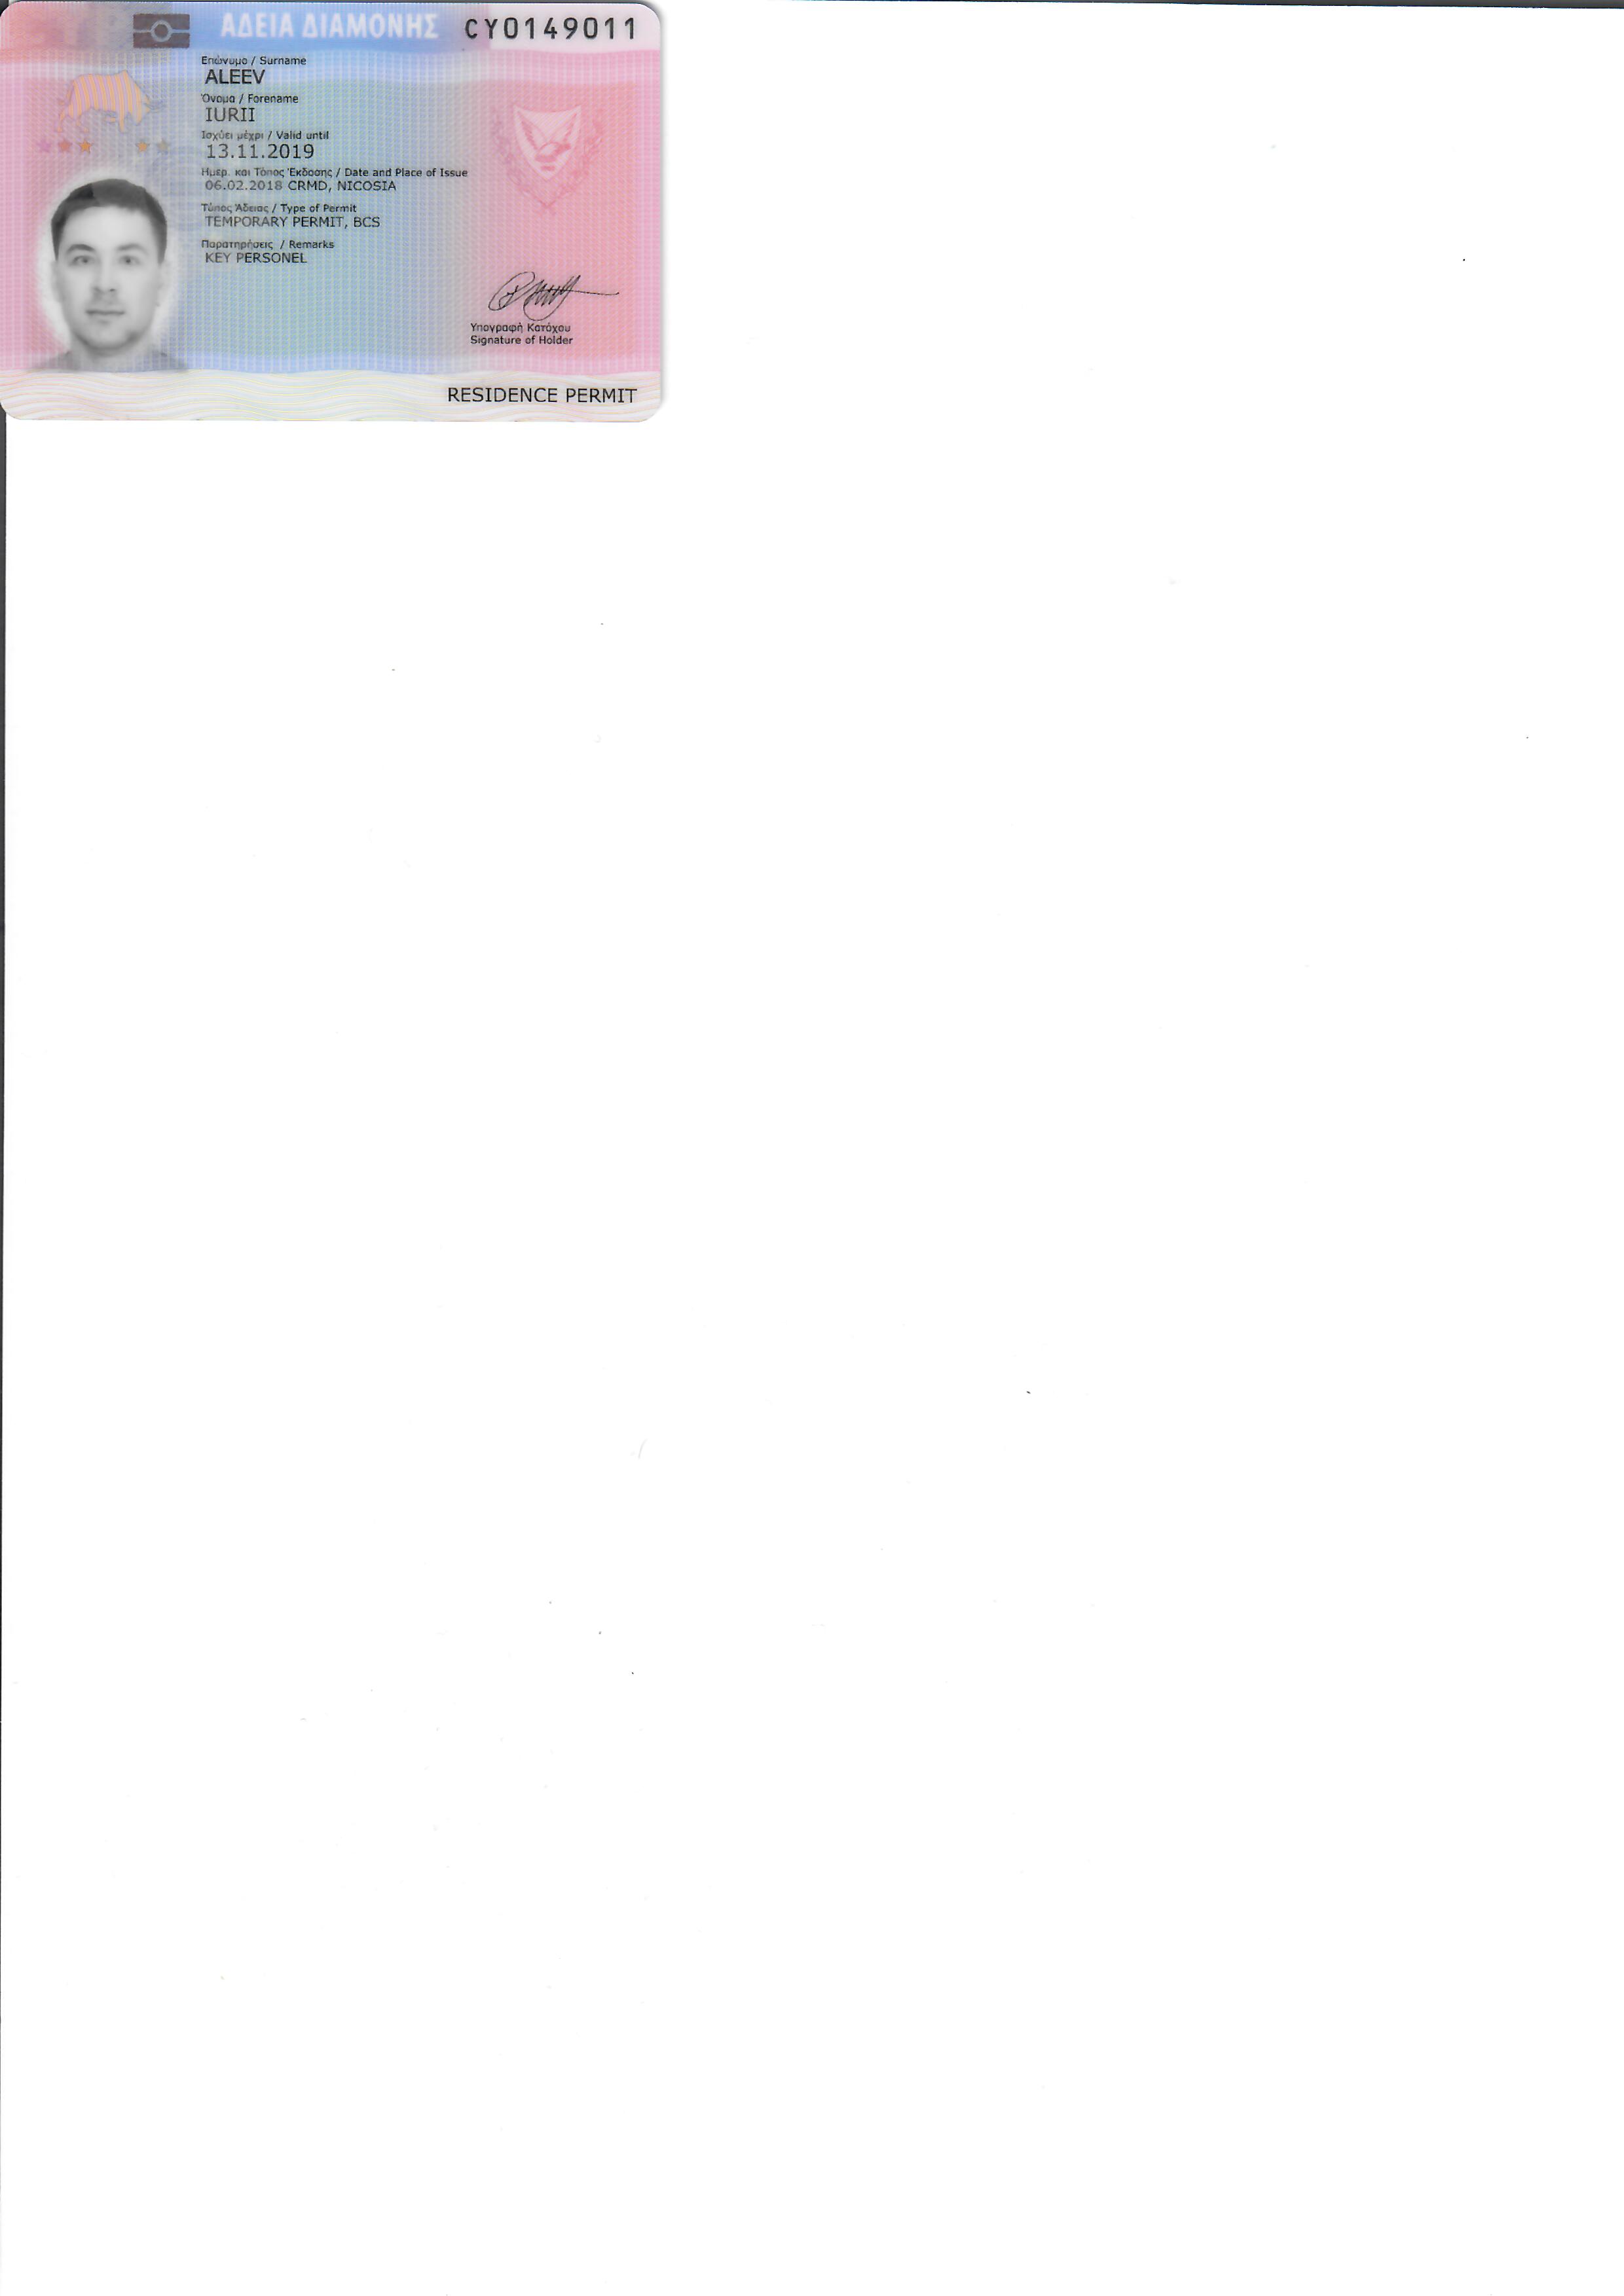 ΑΔΕΙΑ ΔΙΑΜΟΝΗΣ CY0149011
Επώνυμο / Surname
ALEEV
Όνομα / Forename
IURII
Ισχύει μέχρι / Valid until
13.11.2019
Ημερ. και Τόπος Έκδοσης / Date and Place of Issue
06.02.2018 CRMD, NICOSIA
Τύπος Άδειας / Type of Permit
TEMPORARY PERMIT, BCS
Παρατηρήσεις / Remarks
KEY PERSONEL
Υπογραφή Κατόχου
Signature of Holder
RESIDENCE PERMIT